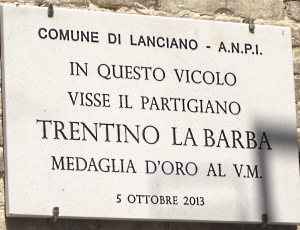 COMUNE DI LANCIANO - A.N.P.I.
IN QUESTO VICOLO
VISSE IL PARTIGIANO
TRENTINO LA BARBA
MEDAGLIA D'ORO AL V.M.
5 OTTOBRE 2013